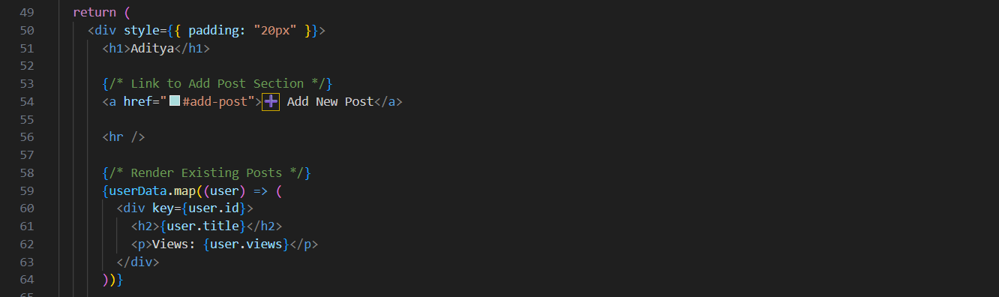 49 return (
50 <div style={{ padding: "20px" }}>
51 <h1>Aditya</h1>
52
53 {/* Link to Add Post Section */}
54 <a href="#add-post">➕ Add New Post</a>
55
56 <hr />
57
58 {/* Render Existing Posts */}
59 {userData.map((user) => (
60 <div key={user.id}>
61 <h2>{user.title}</h2>
62 <p>Views: {user.views}</p>
63 </div>
64 ))}
65